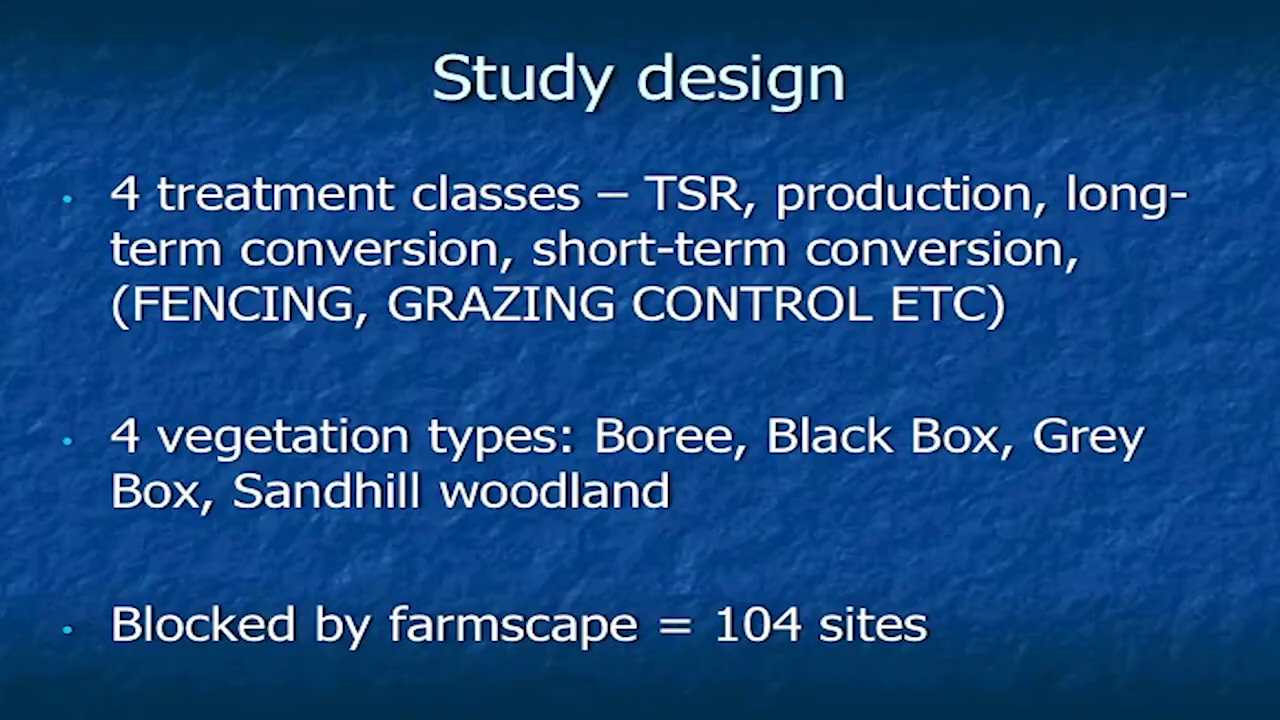 Study design
• 4 treatment classes – TSR, production, long-
term conversion, short-term conversion,
(FENCING, GRAZING CONTROL ETC)
• 4 vegetation types: Boree, Black Box, Grey
Box, Sandhill woodland
• Blocked by farmscape = 104 sites